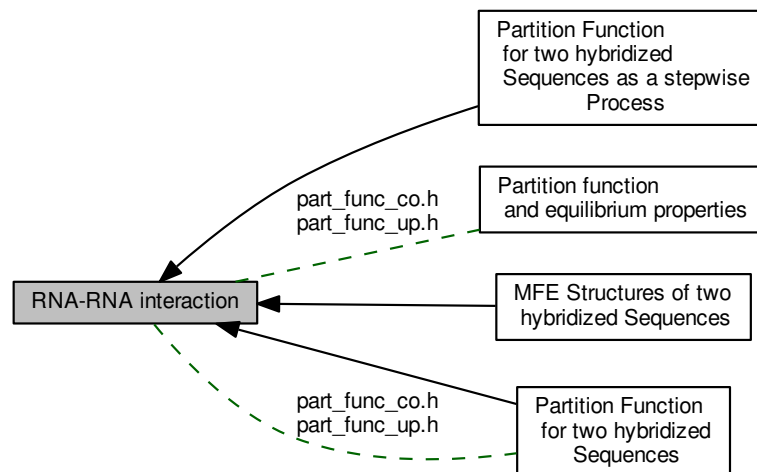 Partition Function
for two hybridized
Sequences as a stepwise
Process
part_func_co.h
part_func_up.h
Partition function
and equilibrium properties
RNA-RNA interaction
MFE Structures of two
hybridized Sequences
part_func_co.h
part_func_up.h
Partition Function
for two hybridized
Sequences